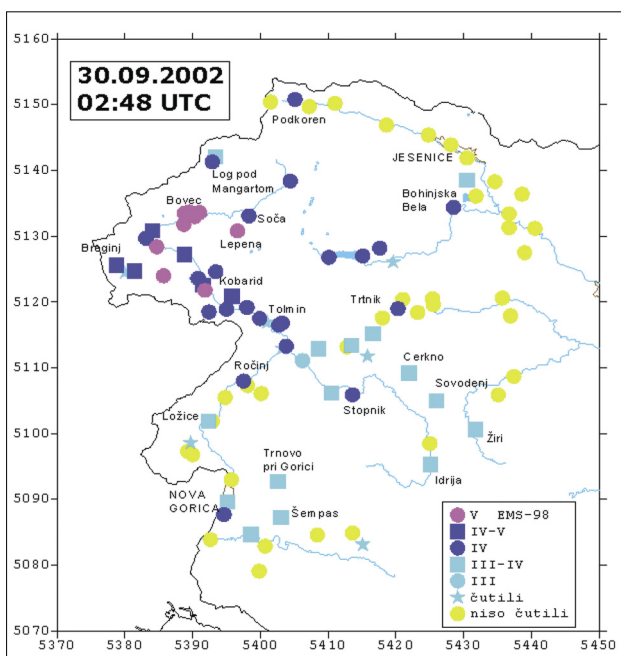 30.09.2002
02:48 UTC
5160
5150
5140
5130
5120
5110
5100
5090
5080
5070
5370
5380
5390
5400
5410
5420
5430
5440
5450
Podkoren
JESENICE
Log pod
Mangartom
Bohinjska
Bela
Bovec
Soča
Lepena
Breginj
Kobarid
Tolmin
Trtnik
Ročinj
Cerkno
Sovodenj
Stopnik
Ložice
Žiri
Trnovo
pri Gorici
Idrija
NOVA
GORICA
Šempas
V EMS-98
IV-V
IV
III-IV
III
čutili
niso čutili